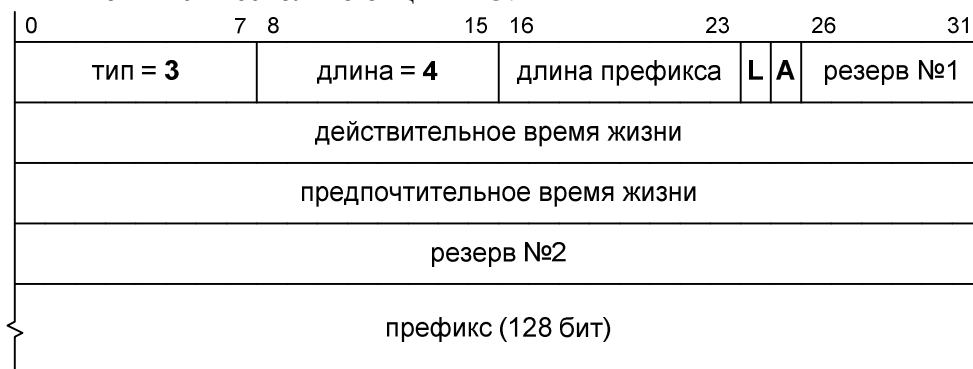 0 7 8 15 16 23 26 31
тип = 3 длина = 4 длина префикса L A резерв №1
действительное время жизни
предпочтительное время жизни
резерв №2
префикс (128 бит)